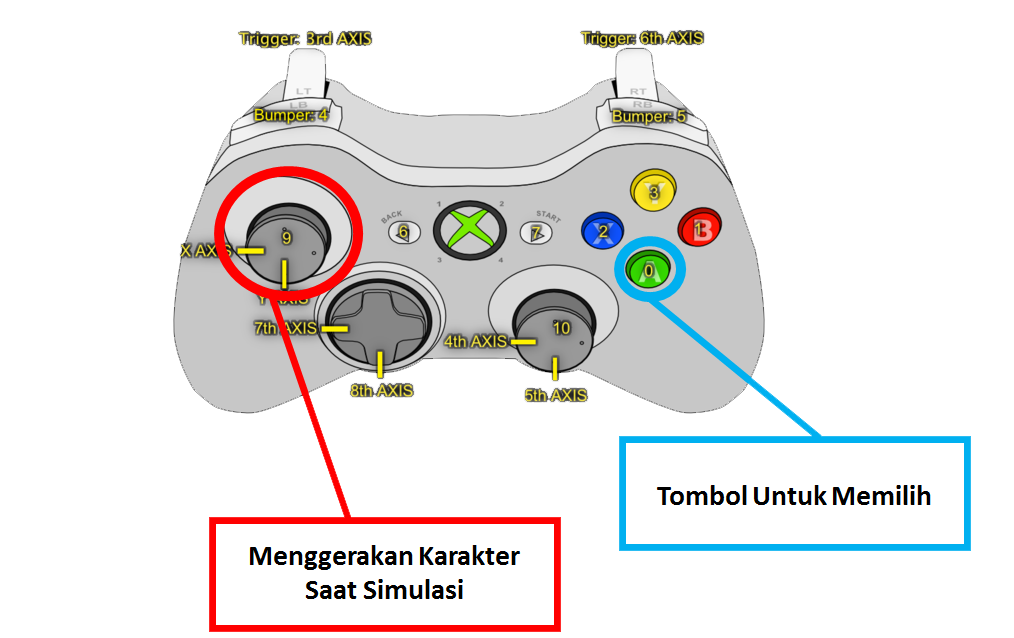 Trigger: 3rd AXIS
Trigger: 6th AXIS
LT
RT
LB
RB
Bumper: 4
Bumper: 5
Y
3
BACK
1
2
START
X
2
B
1
9
6
7
X AXIS
3
4
A
0
Y AXIS
7th AXIS
10
4th AXIS
8th AXIS
5th AXIS
Tombol Untuk Memilih
Menggerakan Karakter
Saat Simulasi